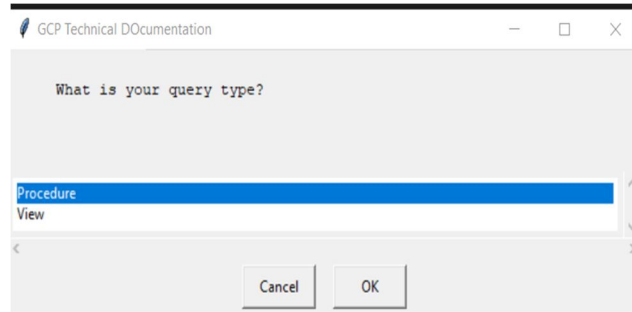 GCP Technical DOcumentation
What is your query type?
Procedure
View
Cancel OK